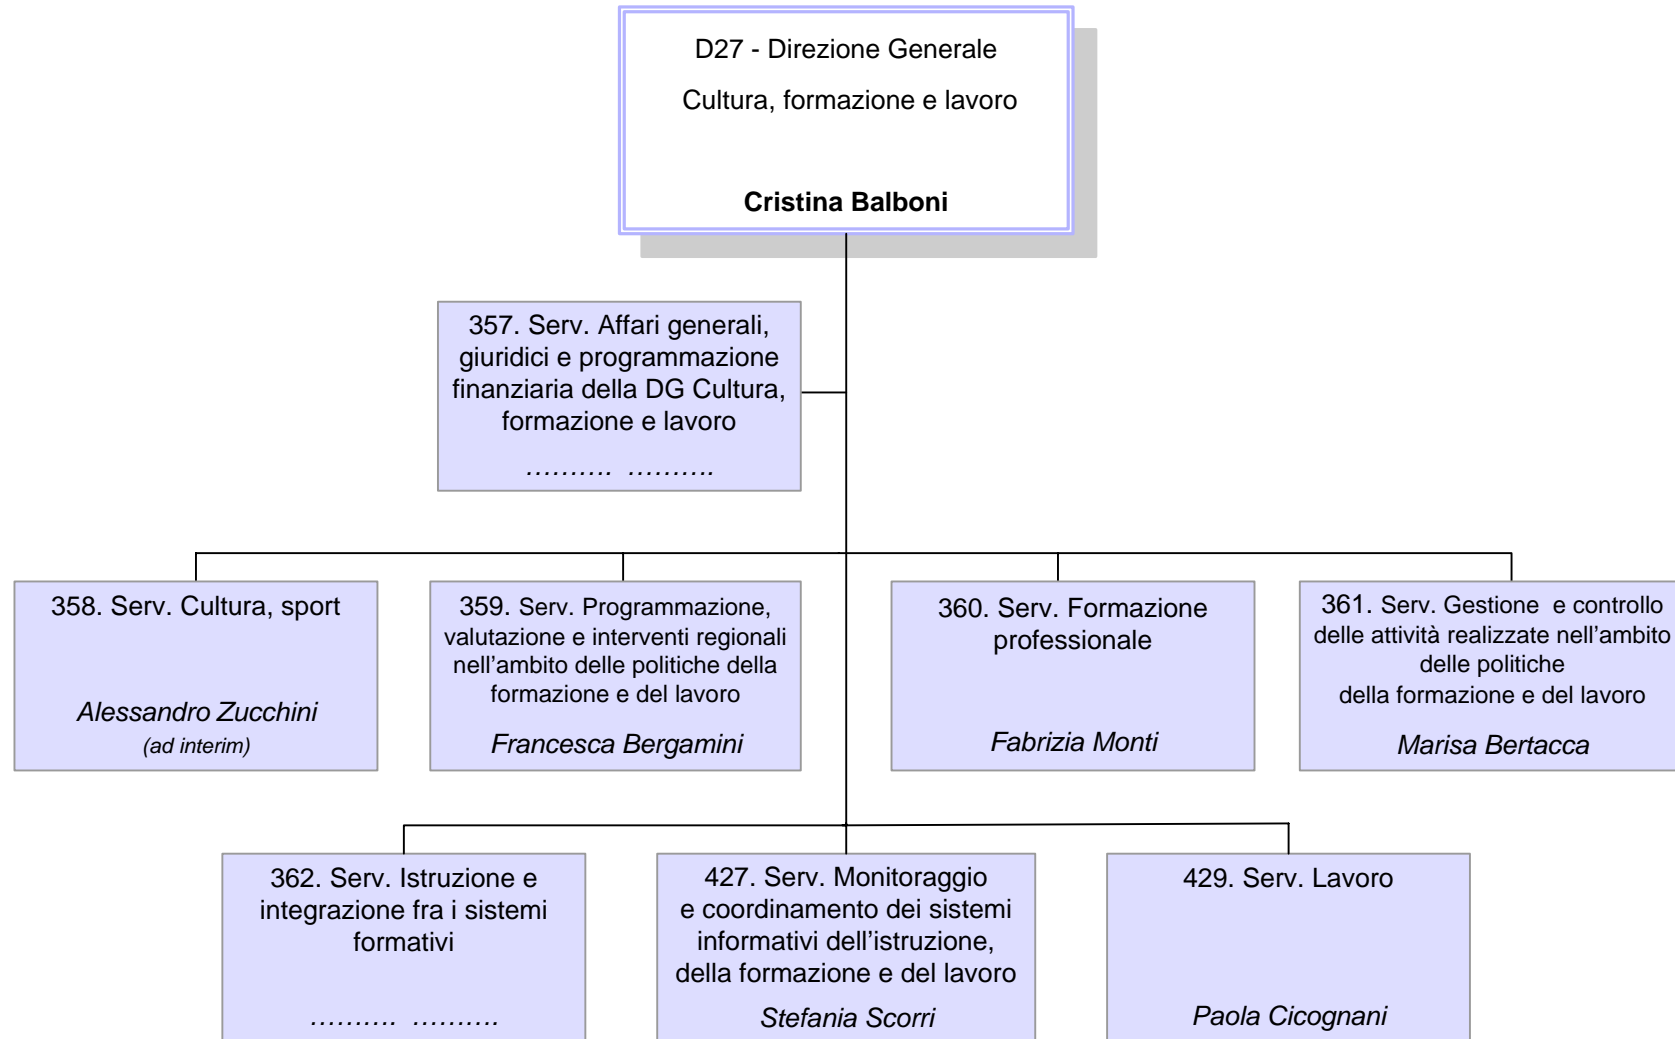 D27 - Direzione Generale
Cultura, formazione e lavoro
Cristina Balboni
357. Serv. Affari generali,
giuridici e programmazione
finanziaria della DG Cultura,
formazione e lavoro
………. ……….
358. Serv. Cultura, sport
Alessandro Zucchini
(ad interim)
359. Serv. Programmazione,
valutazione e interventi regionali
nell’ambito delle politiche della
formazione e del lavoro
Francesca Bergamini
360. Serv. Formazione
professionale
Fabrizia Monti
361. Serv. Gestione e controllo
delle attività realizzate nell’ambito
delle politiche
della formazione e del lavoro
Marisa Bertacca
362. Serv. Istruzione e
integrazione fra i sistemi
formativi
………. ……….
427. Serv. Monitoraggio
e coordinamento dei sistemi
informativi dell’istruzione,
della formazione e del lavoro
Stefania Scorri
429. Serv. Lavoro
Paola Cicognani